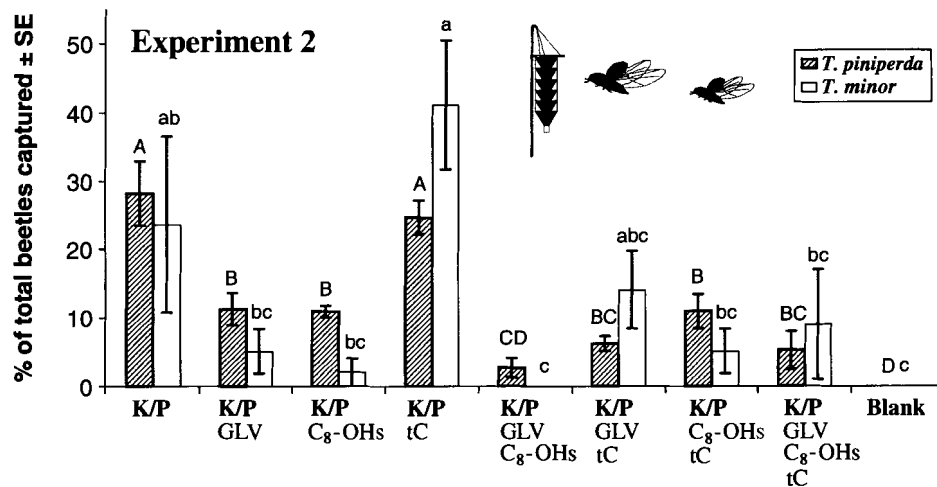 Experiment 2
% of total beetles captured ± SE
50
40
30
20
10
0
T. piniperda
T. minor
A
ab
B
bc
B
bc
A
a
CD
c
BC
abc
B
bc
BC
bc
D c
K/P
K/P
GLV
K/P
C₈-OHs
K/P
tC
K/P
GLV
C₈-OHs
K/P
GLV
tC
K/P
C₈-OHs
tC
K/P
GLV
C₈-OHs
tC
Blank